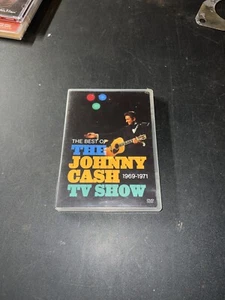 THE BEST OF
THE
JOHNNY
CASH 1969-1971
TV SHOW